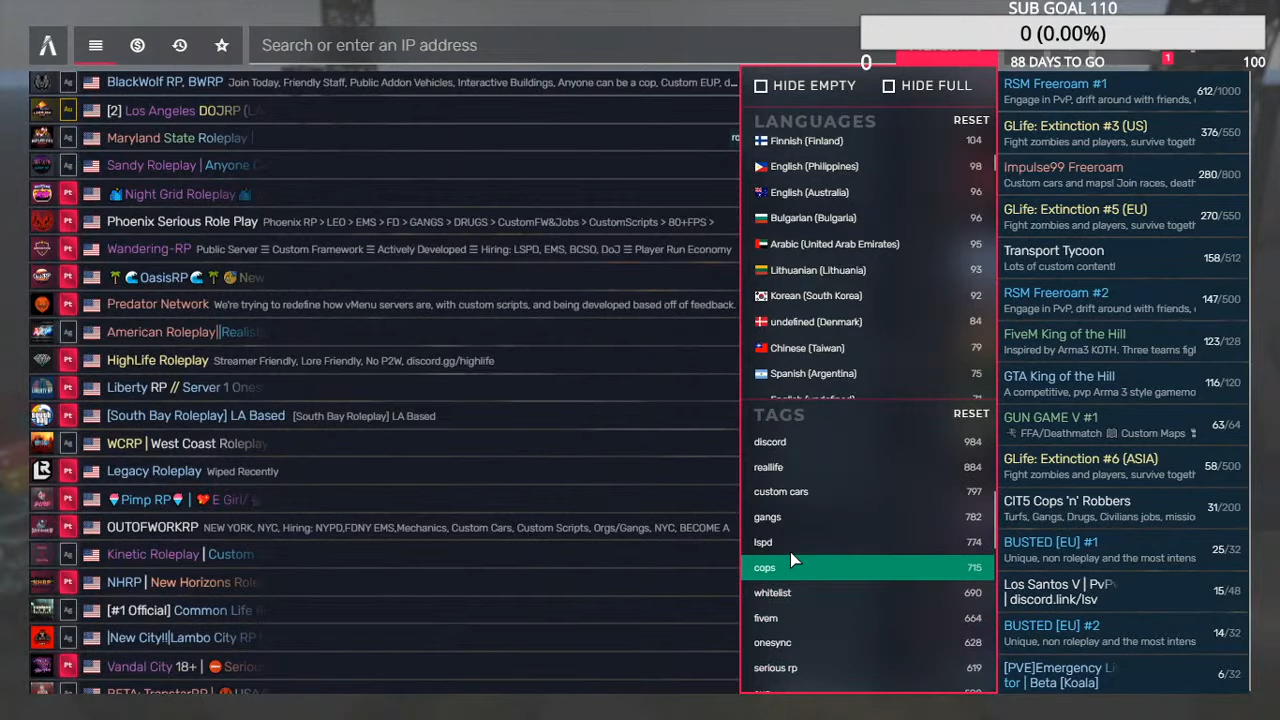 SUB GOAL 110
0 (0.00%)
0
88 DAYS TO GO
1
100
Search or enter an IP address
BlackWolf RP, BWRP Join Today, Friendly Staff, Public Addon Vehicles, Interactive Buildings, Anyone can be a cop, Custom EUP, d...
[2] Los Angeles DOJRP (L
Maryland State Roleplay
Sandy Roleplay | Anyone C
Night Grid Roleplay
Phoenix Serious Role Play Phoenix RP > LEO > EMS > FD > GANGS > DRUGS > CustomFW&Jobs > CustomScripts > 80+FPS >
Wandering-RP Public Server ☰ Custom Framework ☰ Actively Developed ☰ Hiring: LSPD, EMS, BCSO, DoJ ☰ Player Run Economy
🌴 🌊OasisRP 🌊 🌴 New
Predator Network We're trying to redefine how vMenu servers are, with custom scripts, and being developed based off of feedback.
American Roleplay||Realis
HighLife Roleplay Streamer Friendly, Lore Friendly, No P2W, discord.gg/highlife
Liberty RP // Server 1 Ones
[South Bay Roleplay] LA Based [South Bay Roleplay] LA Based
WCRP | West Coast Roleplay
Legacy Roleplay Wiped Recently
🍧Pimp RP🍧 | 💖 E Girl/
OUTOFWORKRP NEW YORK, NYC, Hiring: NYPD,FDNY EMS,Mechanics, Custom Cars, Custom Scripts, Orgs/Gangs, NYC, BECOME A
Kinetic Roleplay | Custom
NHRP | New Horizons Role
[#1 Official] Common Life R
|New City!!|Lambo City RP
Vandal City 18+ | ⛔ Seriou
HIDE EMPTY
HIDE FULL
LANGUAGES RESET
Finnish (Finland) 104
English (Philippines) 98
English (Australia) 96
Bulgarian (Bulgaria) 96
Arabic (United Arab Emirates) 95
Lithuanian (Lithuania) 93
Korean (South Korea) 92
undefined (Denmark) 84
Chinese (Taiwan) 79
Spanish (Argentina) 75
TAGS RESET
discord 984
reallife 884
custom cars 797
gangs 782
lspd 774
cops 715
whitelist 690
fivem 664
onesync 628
serious rp 619
RSM Freeroam #1 612/1000
Engage in PvP, drift around with friends,
GLife: Extinction #3 (US) 376/550
Fight zombies and players, survive togeth
Impulse99 Freeroam 280/800
Custom cars and maps! Join races, death
GLife: Extinction #5 (EU) 270/550
Fight zombies and players, survive togeth
Transport Tycoon 158/512
Lots of custom content!
RSM Freeroam #2 147/500
Engage in PvP, drift around with friends,
FiveM King of the Hill 123/128
Inspired by Arma3 KOTH. Three teams figl
GTA King of the Hill 116/120
A competitive, pvp Arma 3 style gamemo
GUN GAME V #1 63/64
FFA/Deathmatch Custom Maps
GLife: Extinction #6 (ASIA) 58/500
Fight zombies and players, survive togeth
CIT5 Cops 'n' Robbers 31/200
Turfs, Gangs, Drugs, Civilians jobs, missio
BUSTED [EU] #1 25/32
Unique, non roleplay and the most intens
Los Santos V | PvP 15/48
| discord.link/lsv
BUSTED [EU] #2 14/32
Unique, non roleplay and the most intens
[PVE]Emergency L 6/32
tor | Beta [Koala]